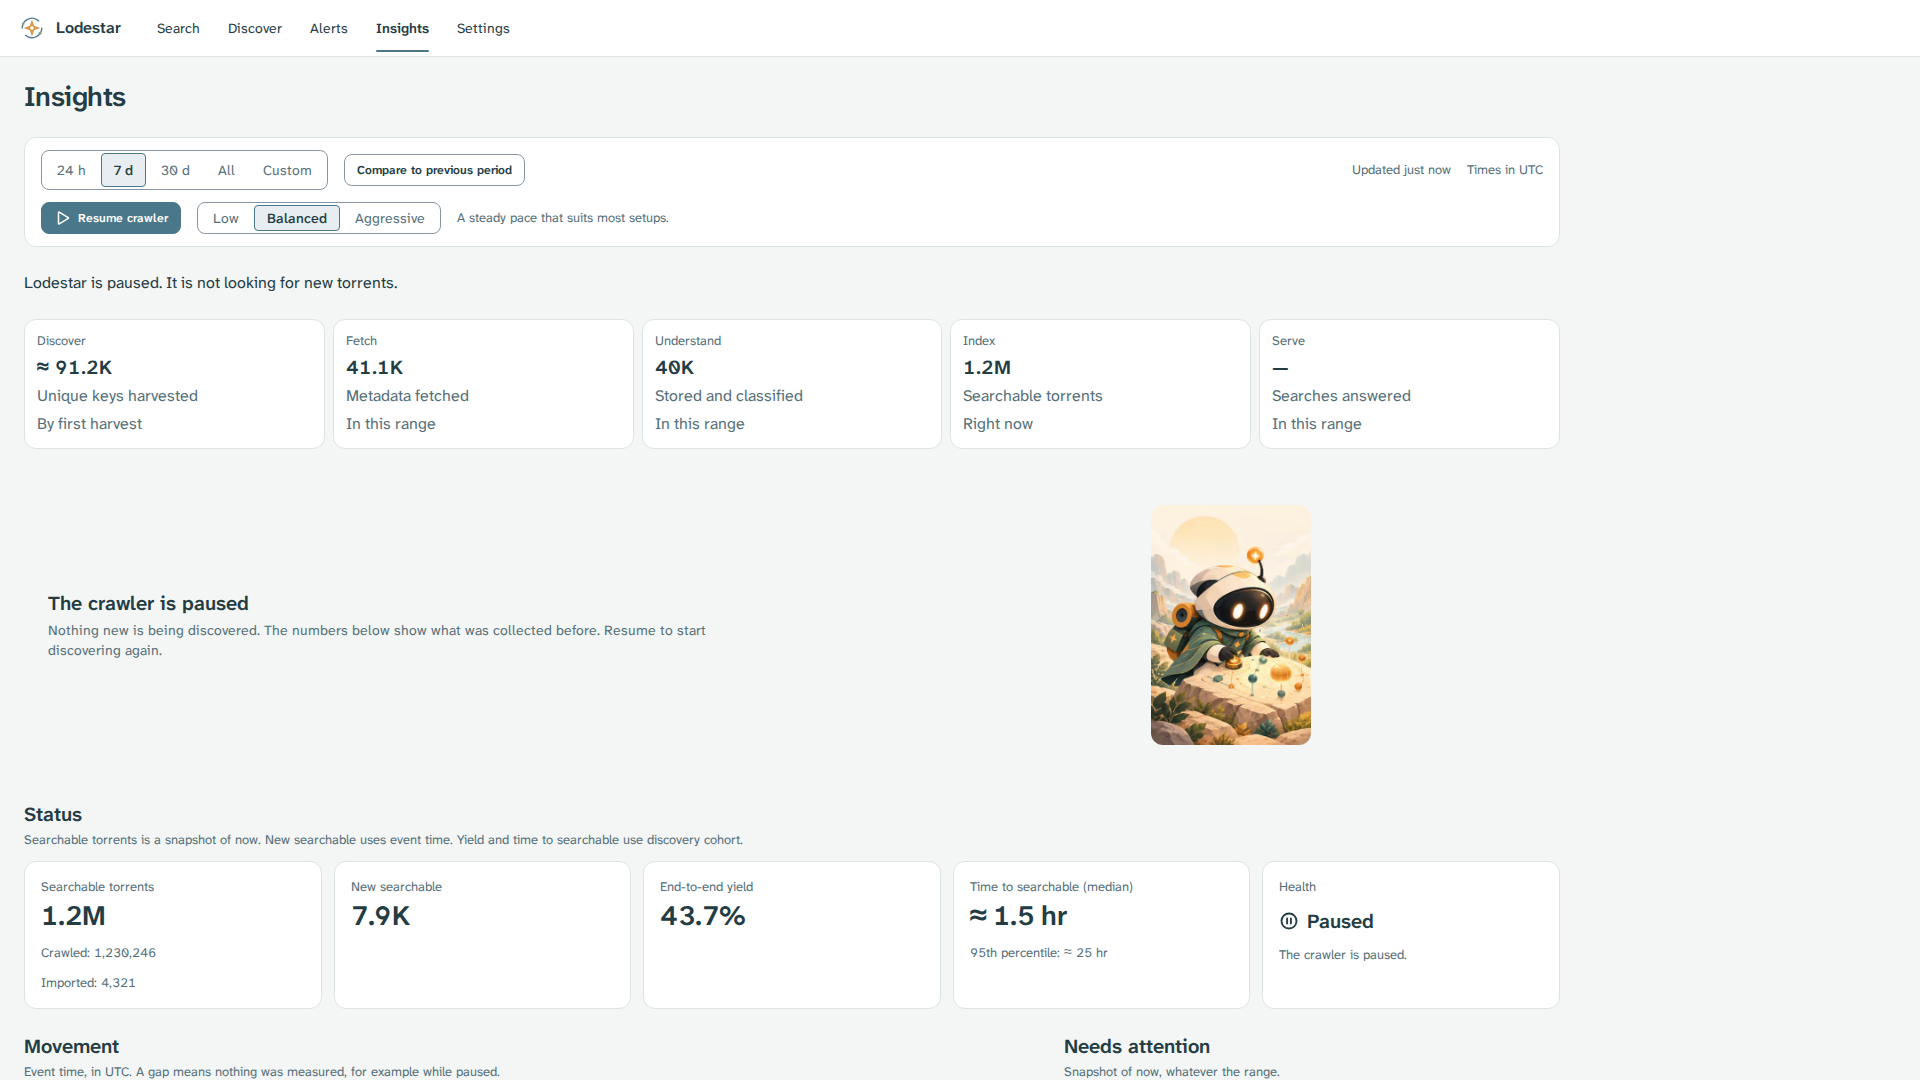 Lodestar Search Discover Alerts Insights Settings
Insights
24 h 7 d 30 d All Custom Compare to previous period Updated just now Times in UTC
Resume crawler Low Balanced Aggressive A steady pace that suits most setups.
Lodestar is paused. It is not looking for new torrents.
Discover
≈ 91.2K
Unique keys harvested
By first harvest
Fetch
41.1K
Metadata fetched
In this range
Understand
40K
Stored and classified
In this range
Index
1.2M
Searchable torrents
Right now
Serve
—
Searches answered
In this range
The crawler is paused
Nothing new is being discovered. The numbers below show what was collected before. Resume to start
discovering again.
Status
Searchable torrents is a snapshot of now. New searchable uses event time. Yield and time to searchable use discovery cohort.
Searchable torrents
1.2M
Crawled: 1,230,246
Imported: 4,321
New searchable
7.9K
End-to-end yield
43.7%
Time to searchable (median)
≈ 1.5 hr
95th percentile: ≈ 25 hr
Health
Paused
The crawler is paused.
Movement
Event time, in UTC. A gap means nothing was measured, for example while paused.
Needs attention
Snapshot of now, whatever the range.